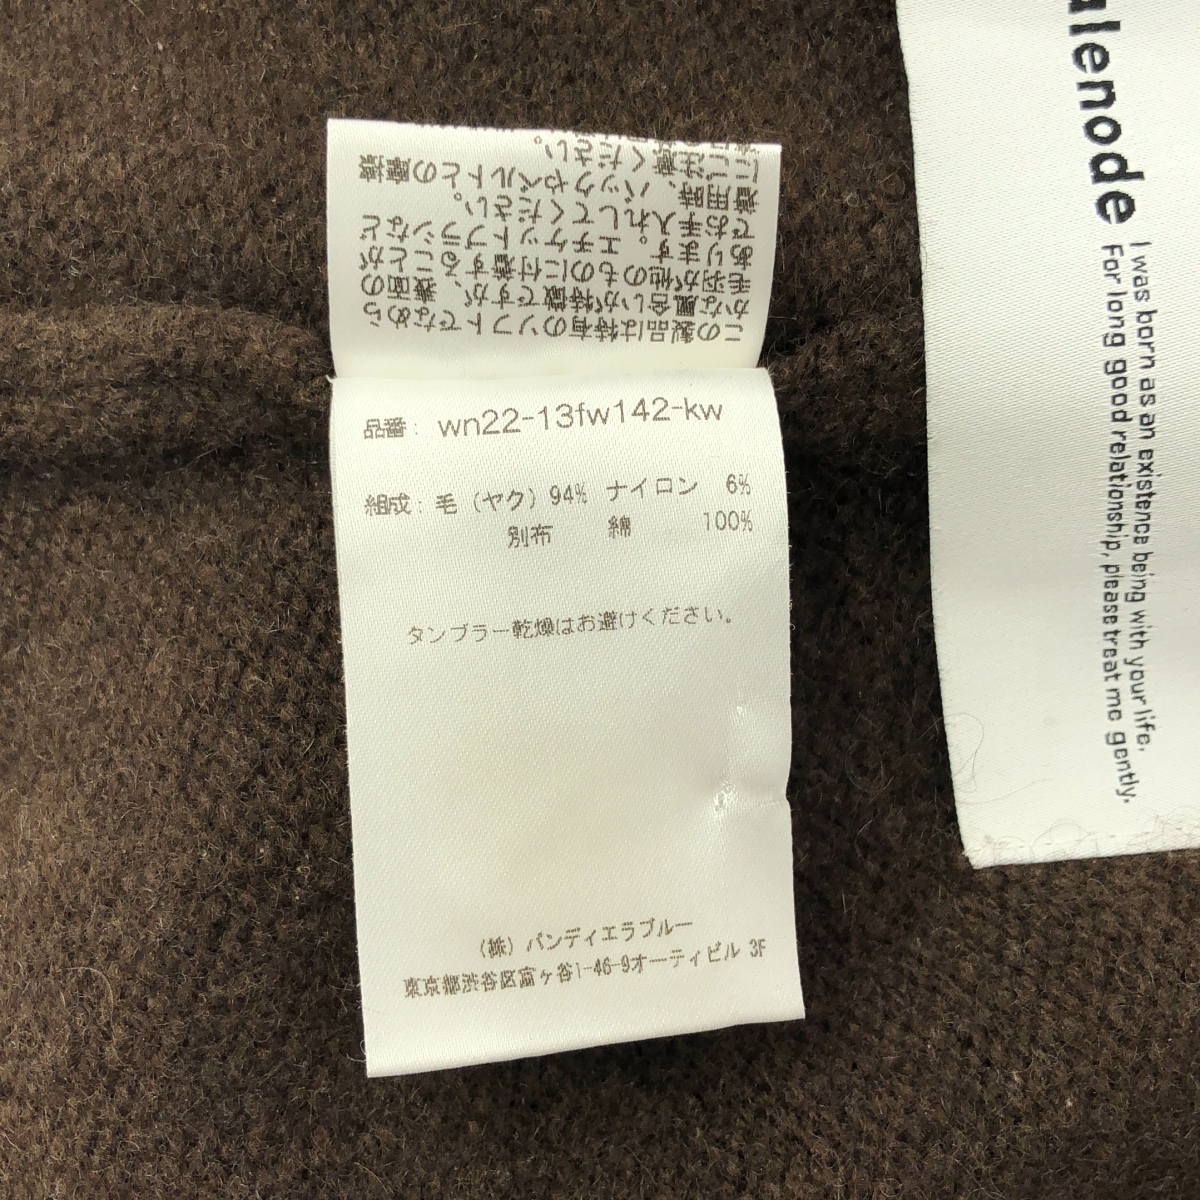 この製品は特有のソフトでなめら
かな風合いが特徴ですが、表面の
毛羽が他のものに付着することが
あります。エチケットブラシなど
でお手入れしてください。
着用時、バックやベルトとの摩擦
にご注意ください。
品番: wn22-13fw142-kw
組成:毛(ヤク)94% ナイロン 6%
別布 綿 100%
タンブラー乾燥はお避けください。
(株)バンディエラブルー
東京都渋谷区富ヶ谷1-46-9オーティビル 3F
alenode
I was born as an existence being with your life,
For long good relationship, please treat me gently.